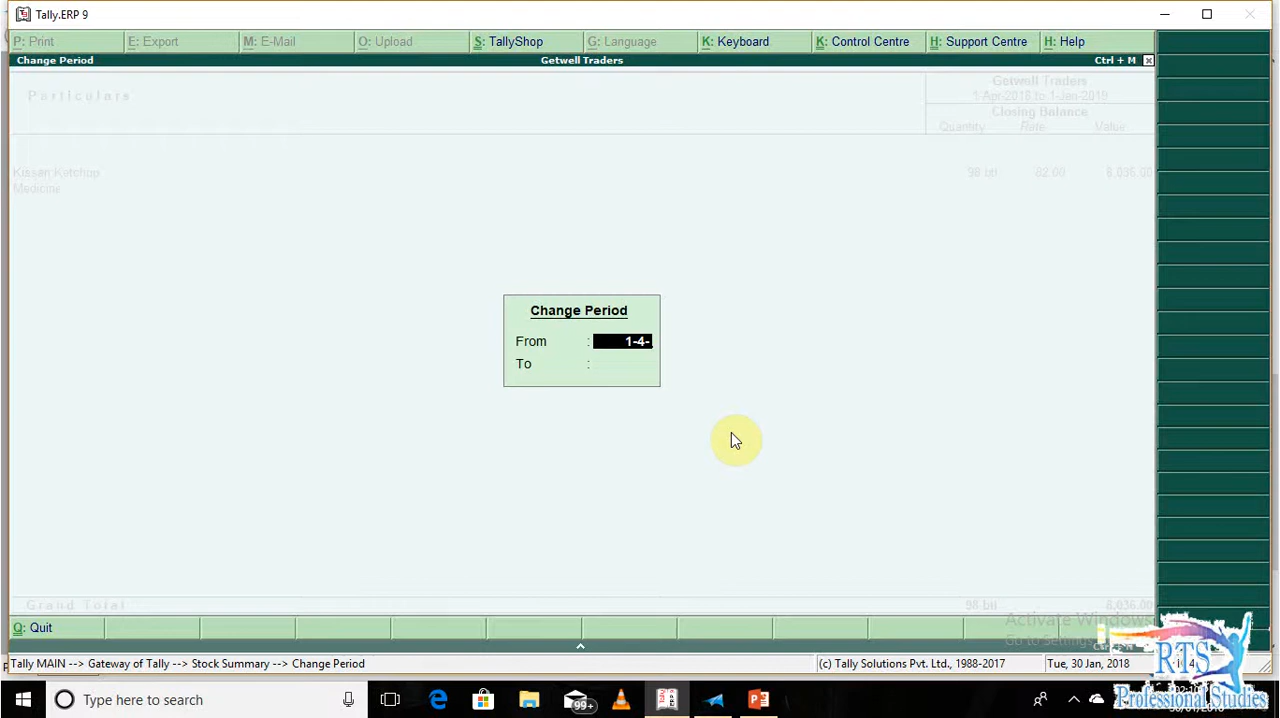 Tally.ERP 9
P: Print E: Export M: E-Mail O: Upload S: TallyShop G: Language K: Keyboard K: Control Centre H: Support Centre H: Help
Change Period Getwell Traders Ctrl + M
Particulars
Getwell Traders
1-Apr-2018 to 1-Jan-2019
Closing Balance
Quantity Rate Value
Kissan Ketchup 98 btl 82.00 8,036.00
Medicine
Change Period
From : 1-4-
To :
Grand Total 98 btl 8,036.00
Activate Windows
Go to Settings
Q: Quit
Tally MAIN --> Gateway of Tally --> Stock Summary --> Change Period (c) Tally Solutions Pvt. Ltd., 1988-2017 Tue, 30 Jan, 2018
RTS
Professional Studies
Type here to search
99+